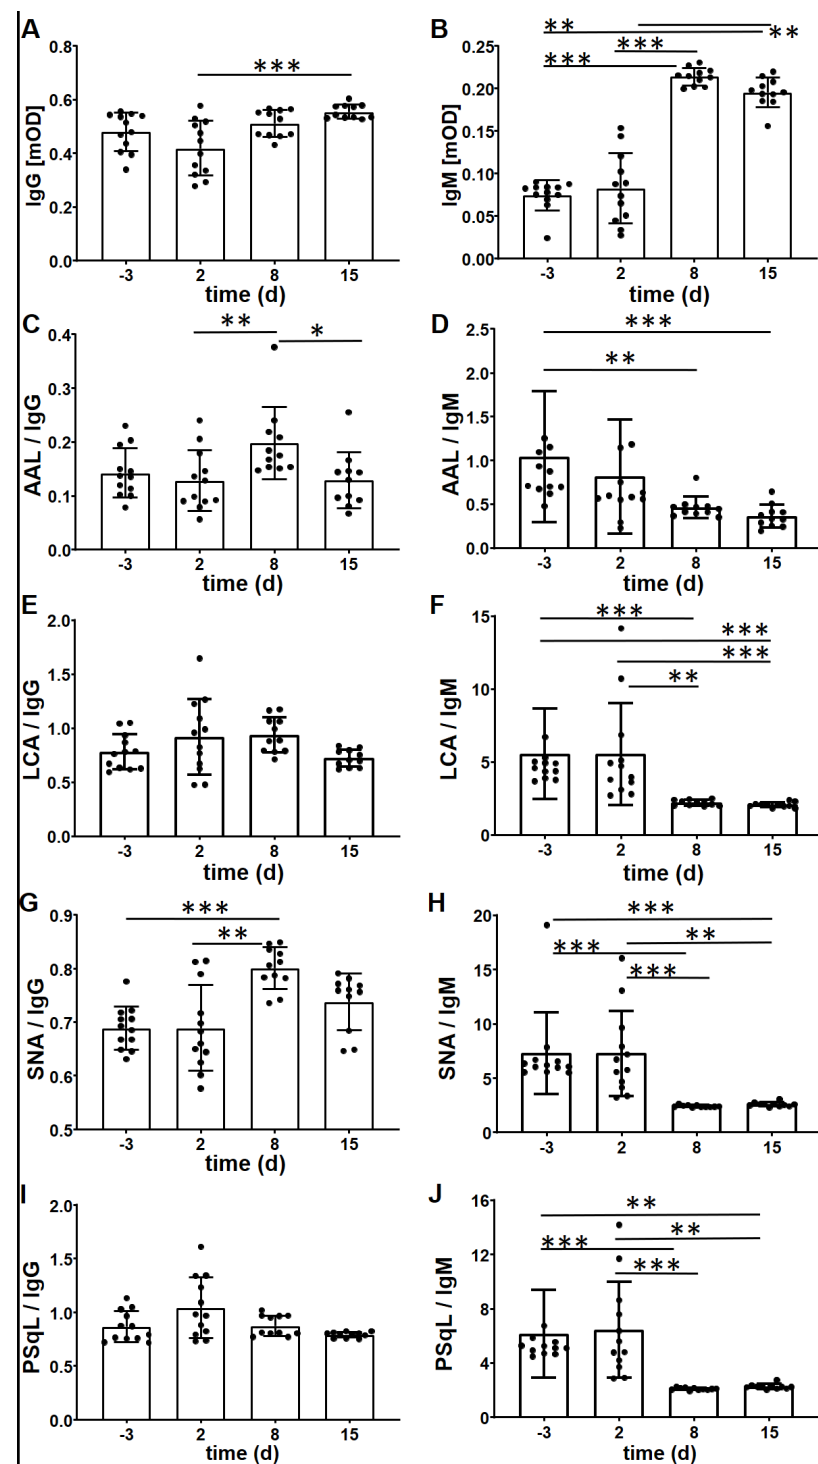 A
IgG [mOD]
0.8
0.6
0.4
0.2
0.0
***
-3 2 8 15
time (d)
B
IgM [mOD]
0.25
0.20
0.15
0.10
0.05
0.00
**
**
***
***
-3 2 8 15
time (d)
C
AAL / IgG
0.4
0.3
0.2
0.1
0.0
**
*
-3 2 8 15
time (d)
D
AAL / IgM
2.5
2.0
1.5
1.0
0.5
0.0
***
**
-3 2 8 15
time (d)
E
LCA / IgG
2.0
1.5
1.0
0.5
0.0
-3 2 8 15
time (d)
F
LCA / IgM
15
10
5
0
***
***
***
**
-3 2 8 15
time (d)
G
SNA / IgG
0.9
0.8
0.7
0.6
0.5
***
**
-3 2 8 15
time (d)
H
SNA / IgM
20
15
10
5
0
***
**
***
***
-3 2 8 15
I
PSqL / IgG
2.0
1.5
1.0
0.5
0.0
-3 2 8 15
time (d)
J
PSqL / IgM
16
12
8
4
0
**
**
***
***
-3 2 8 15
time (d)